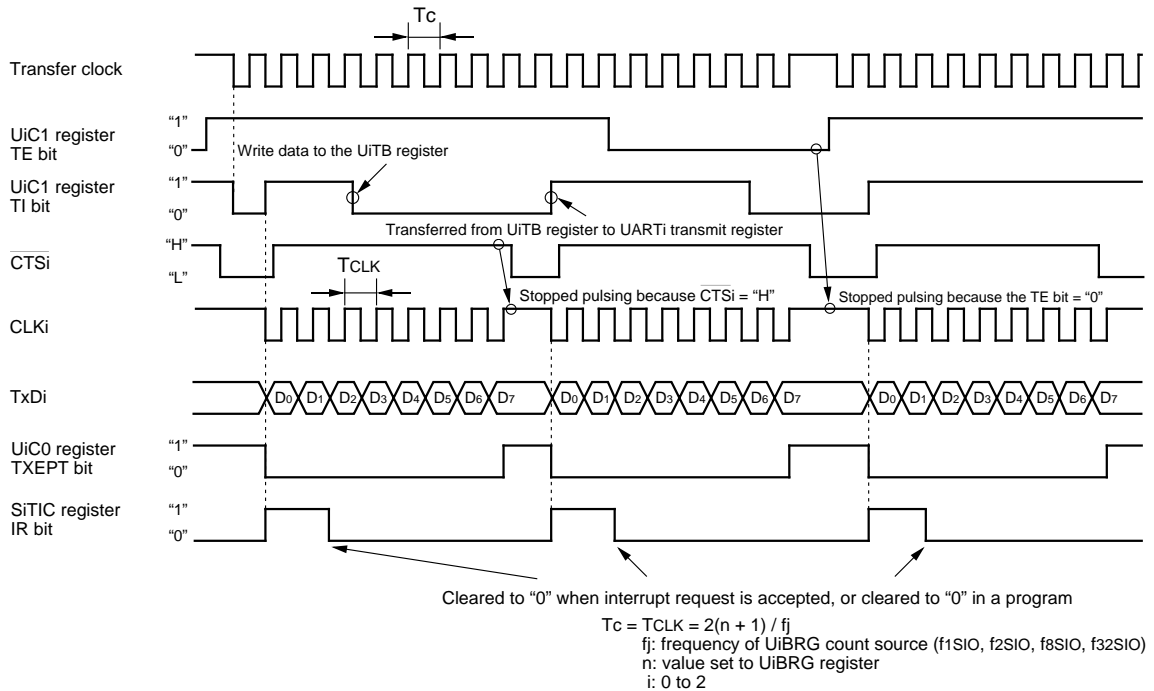 Tc
Transfer clock
UiC1 register
TE bit
“1”
“0”
Write data to the UiTB register
UiC1 register
TI bit
“1”
“0”
Transferred from UiTB register to UARTi transmit register
CTSi
“H”
“L”
TCLK
Stopped pulsing because CTSi = “H”
Stopped pulsing because the TE bit = “0”
CLKi
TxDi
D0 D1 D2 D3 D4 D5 D6 D7 D0 D1 D2 D3 D4 D5 D6 D7 D0 D1 D2 D3 D4 D5 D6 D7
UiC0 register
TXEPT bit
“1”
“0”
SiTIC register
IR bit
“1”
“0”
Cleared to “0” when interrupt request is accepted, or cleared to “0” in a program
Tc = TCLK = 2(n + 1) / fj
fj: frequency of UiBRG count source (f1SIO, f2SIO, f8SIO, f32SIO)
n: value set to UiBRG register
i: 0 to 2